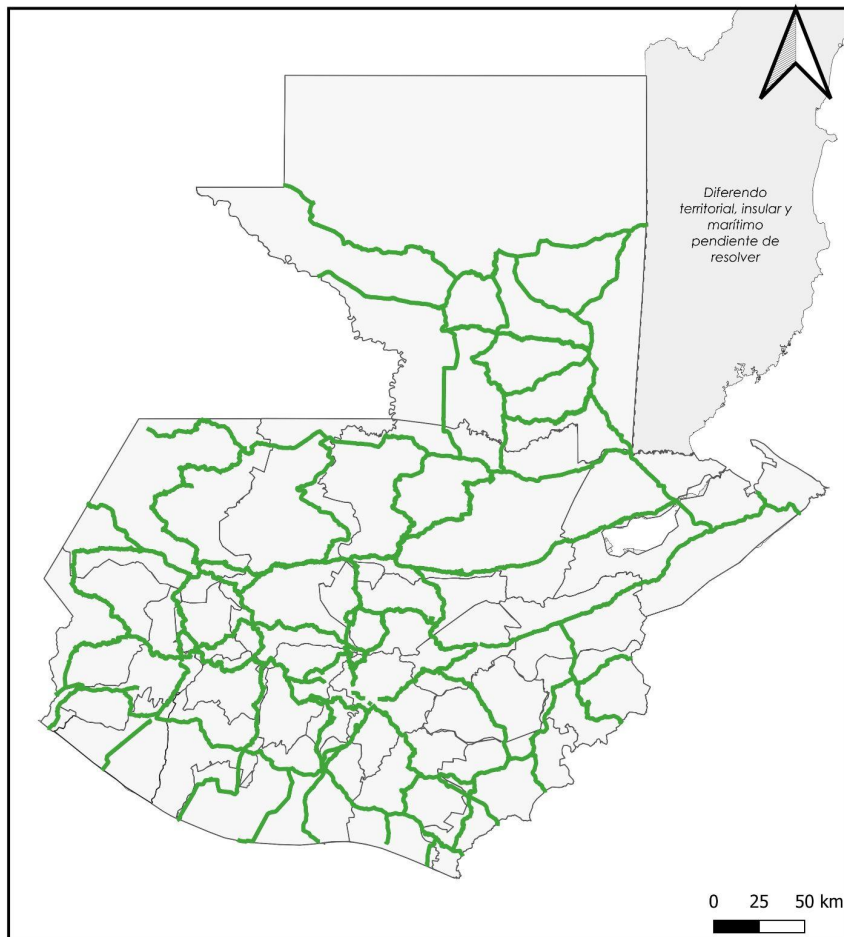 Diferendo
territorial, insular y
marítimo
pendiente de
resolver
0 25 50 km